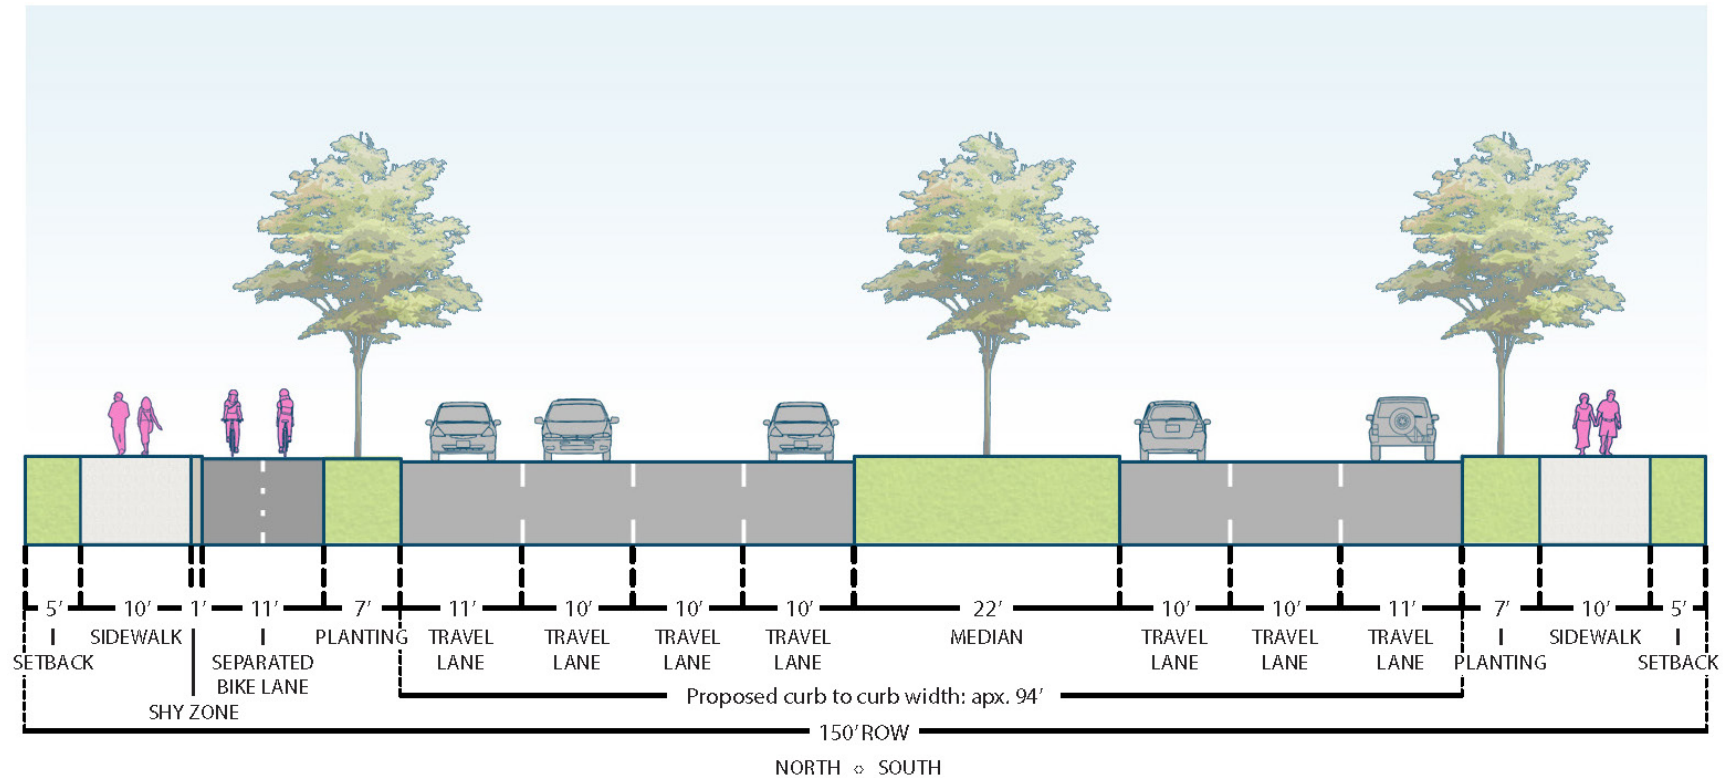 5′ 10′ 1′ 11′ 7′ 11′ 10′ 10′ 10′ 22′ 10′ 10′ 11′ 7′ 10′ 5′
SETBACK
SIDEWALK
SHY ZONE
SEPARATED
BIKE LANE
PLANTING
TRAVEL
LANE
TRAVEL
LANE
TRAVEL
LANE
TRAVEL
LANE
MEDIAN
TRAVEL
LANE
TRAVEL
LANE
TRAVEL
LANE
PLANTING
SIDEWALK
SETBACK
Proposed curb to curb width: apx. 94′
150′ ROW
NORTH SOUTH